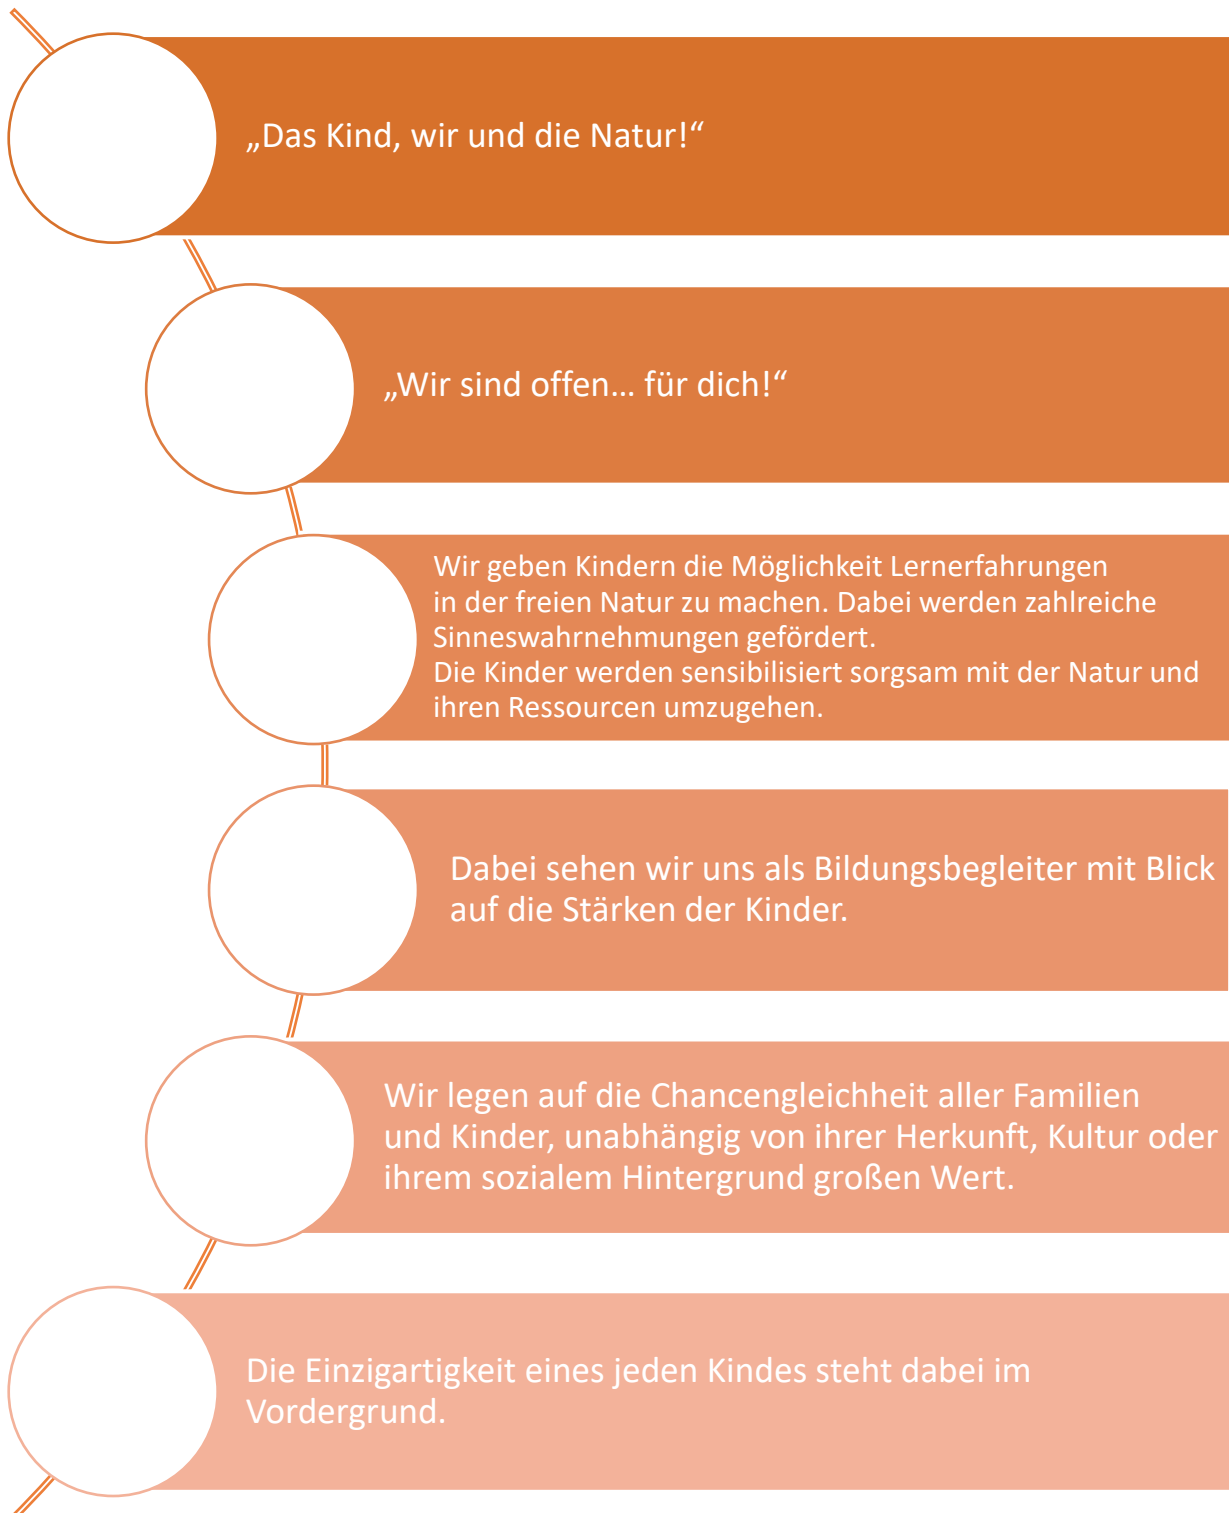 „Das Kind, wir und die Natur!“
„Wir sind offen… für dich!“
Wir geben Kindern die Möglichkeit Lernerfahrungen
in der freien Natur zu machen. Dabei werden zahlreiche
Sinneswahrnehmungen gefördert.
Die Kinder werden sensibilisiert sorgsam mit der Natur und
ihren Ressourcen umzugehen.
Dabei sehen wir uns als Bildungsbegleiter mit Blick
auf die Stärken der Kinder.
Wir legen auf die Chancengleichheit aller Familien
und Kinder, unabhängig von ihrer Herkunft, Kultur oder
ihrem sozialem Hintergrund großen Wert.
Die Einzigartigkeit eines jeden Kindes steht dabei im
Vordergrund.